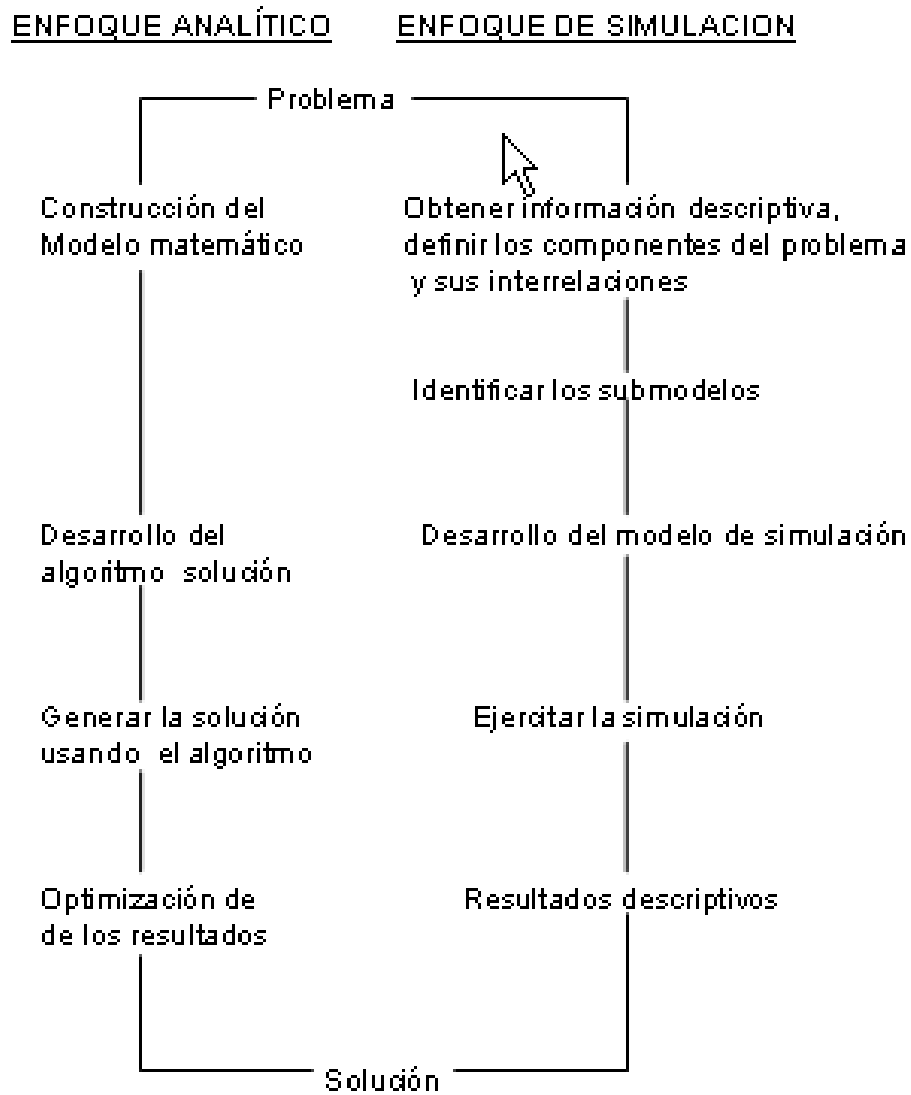 ENFOQUE ANALÍTICO
ENFOQUE DE SIMULACION
Problema
Construcción del
Modelo matemático
Desarrollo del
algoritmo solución
Generar la solución
usando el algoritmo
Optimización de
de los resultados
Obtener información descriptiva,
definir los componentes del problema
y sus interrelaciones
Identificar los submodelos
Desarrollo del modelo de simulación
Ejercitar la simulación
Resultados descriptivos
Solución